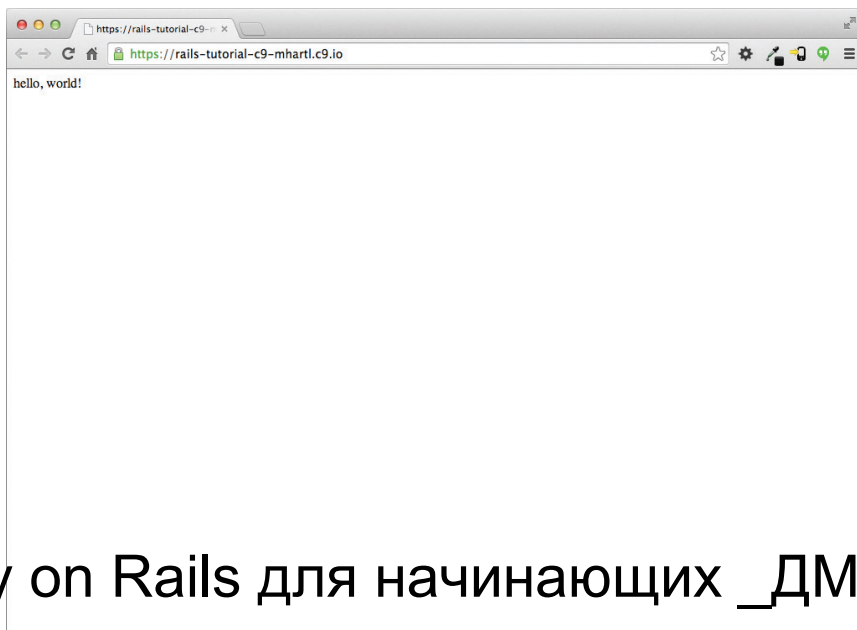 https://rails-tutorial-c9-m
https://rails-tutorial-c9-mhartl.c9.io
hello, world!
y on Rails для начинающих _ДМ